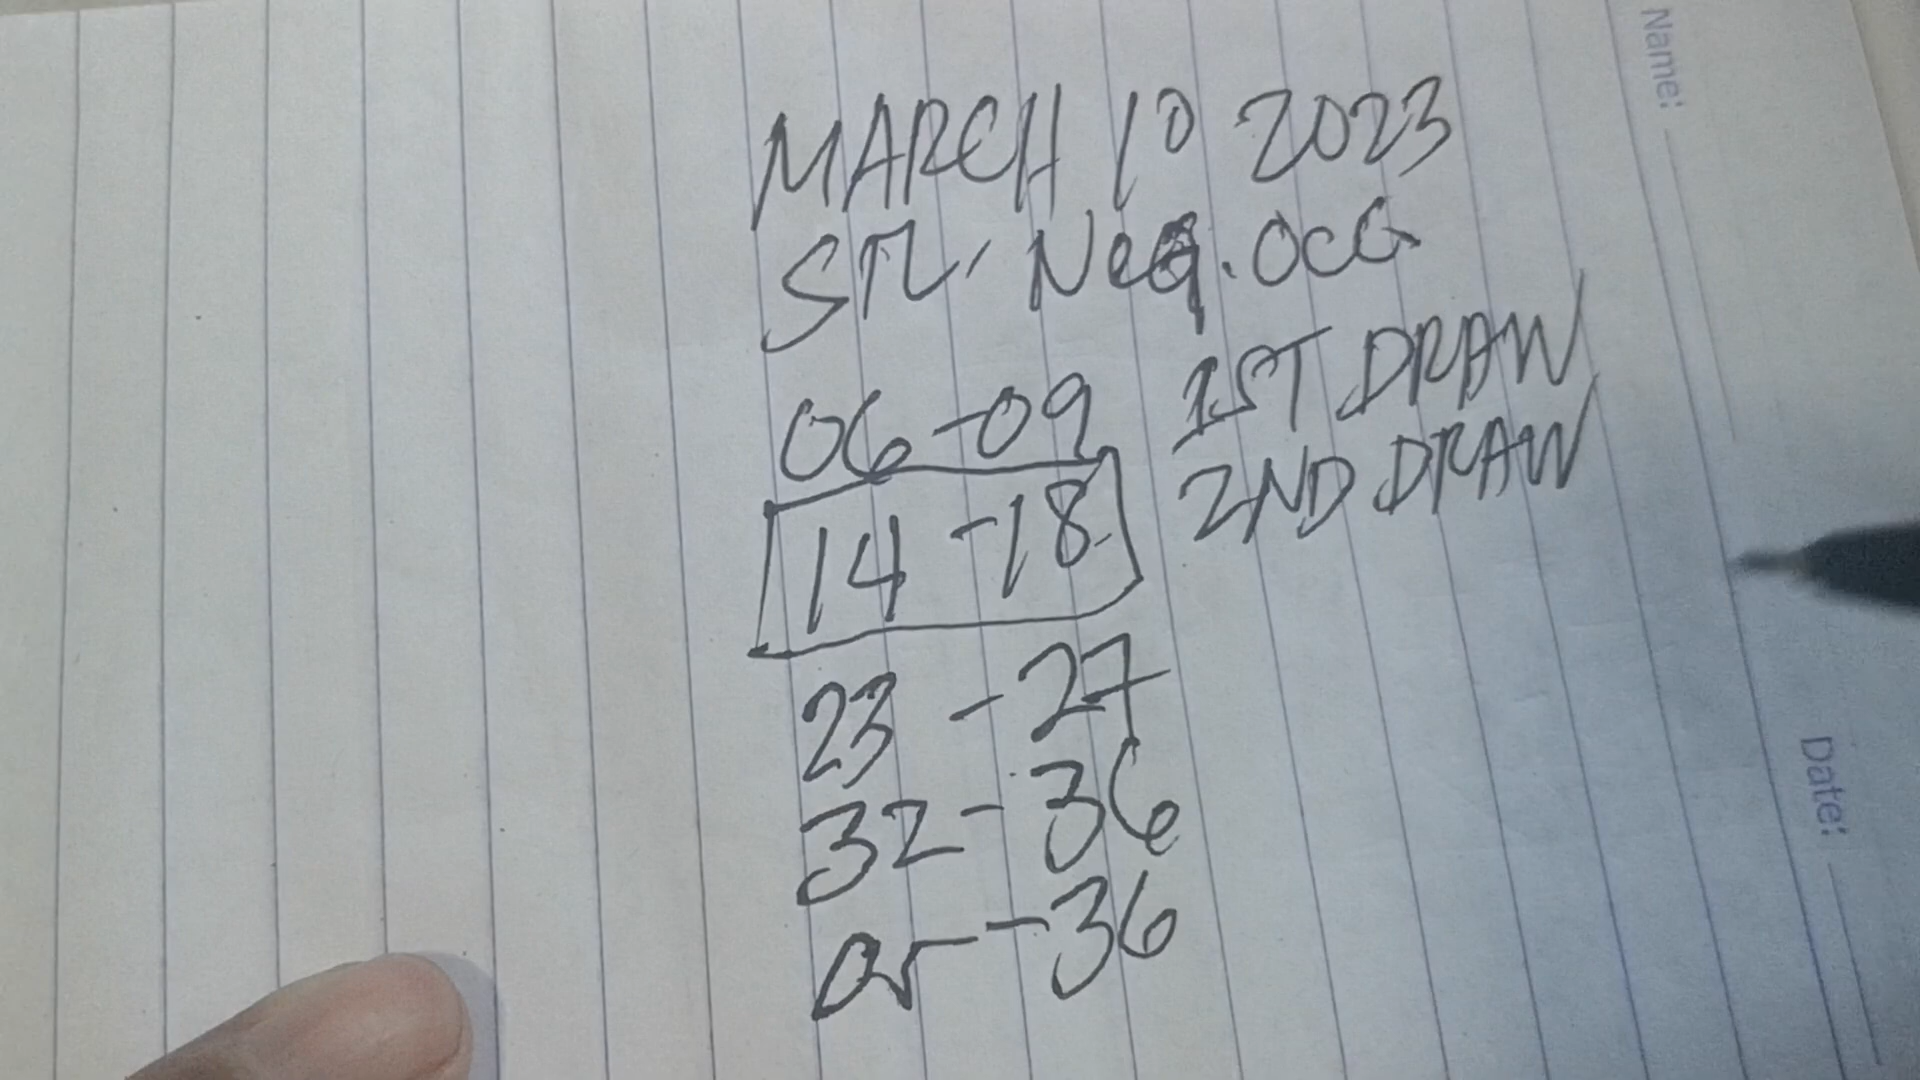 MARCH 10 2023
STL, Neg. OCC
06-09 1ST DRAW
14-18 2ND DRAW
23-27
32-36
05-36
Name:
Date: